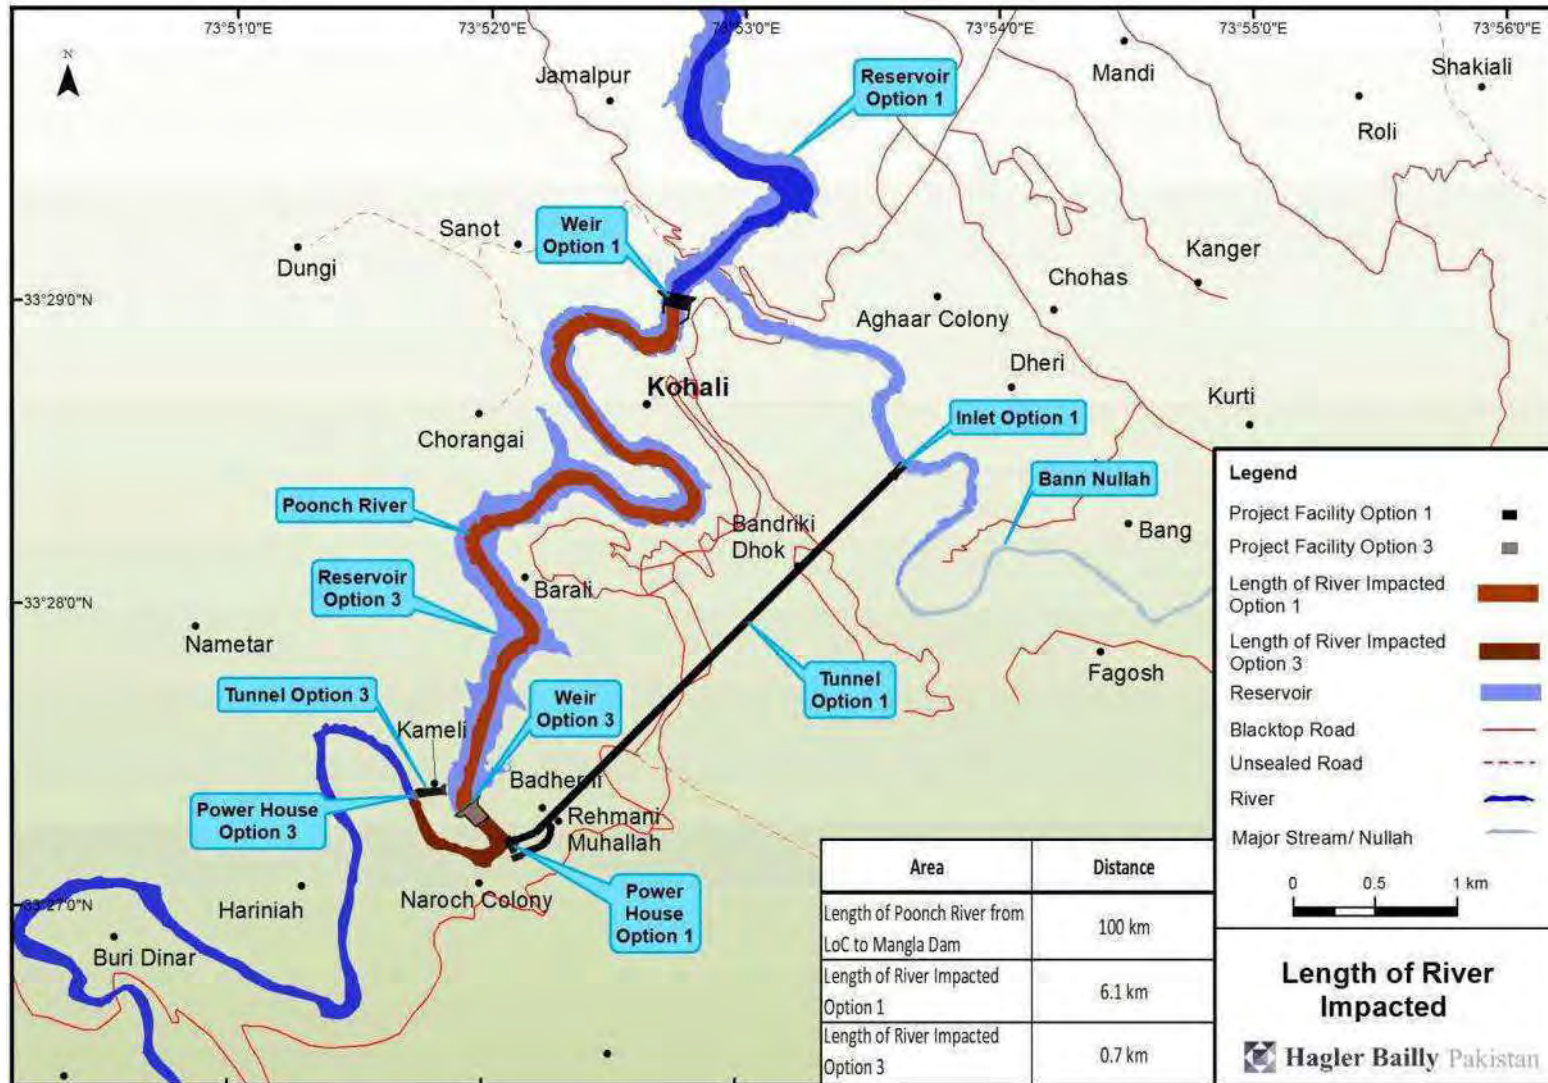 73°51'0"E
73°52'0"E
73°53'0"E
73°54'0"E
73°55'0"E
73°56'0"E
N
Jamalpur
Reservoir
Option 1
Mandi
Shakiali
Roli
Sanot
Weir
Option 1
Dungi
Kanger
Chohas
33°29'0"N
Aghaar Colony
Dheri
Kohali
Kurti
Chorangai
Inlet Option 1
Bann Nullah
Poonch River
Bandriki
Dhok
Bang
Reservoir
Option 3
Barali
33°28'0"N
Nametar
Fagosh
Tunnel
Option 1
Tunnel Option 3
Weir
Option 3
Kameli
Badherni
Power House
Option 3
Rehmani
Muhallah
Naroch Colony
Hariniah
33°27'0"N
Power
House
Option 1
Buri Dinar
Legend
Project Facility Option 1
Project Facility Option 3
Length of River Impacted
Option 1
Length of River Impacted
Option 3
Reservoir
Blacktop Road
Unsealed Road
River
Major Stream/ Nullah
0 0.5 1 km
Area Distance
Length of Poonch River from
LoC to Mangla Dam 100 km
Length of River Impacted
Option 1 6.1 km
Length of River Impacted
Option 3 0.7 km
Length of River
Impacted
Hagler Bailly Pakistan